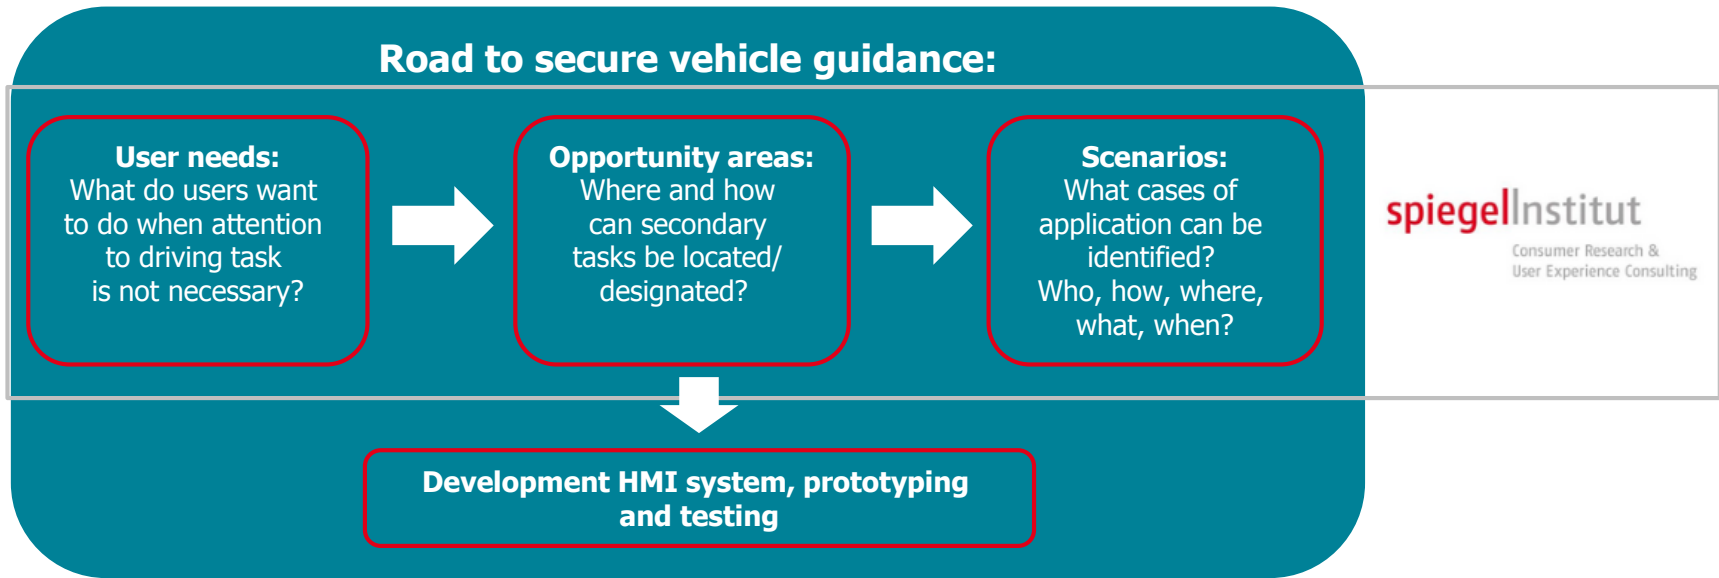 Road to secure vehicle guidance:
User needs:
What do users want
to do when attention
to driving task
is not necessary?
Opportunity areas:
Where and how
can secondary
tasks be located/
designated?
Scenarios:
What cases of
application can be
identified?
Who, how, where,
what, when?
spiegelInstitut
Consumer Research &
User Experience Consulting
Development HMI system, prototyping
and testing